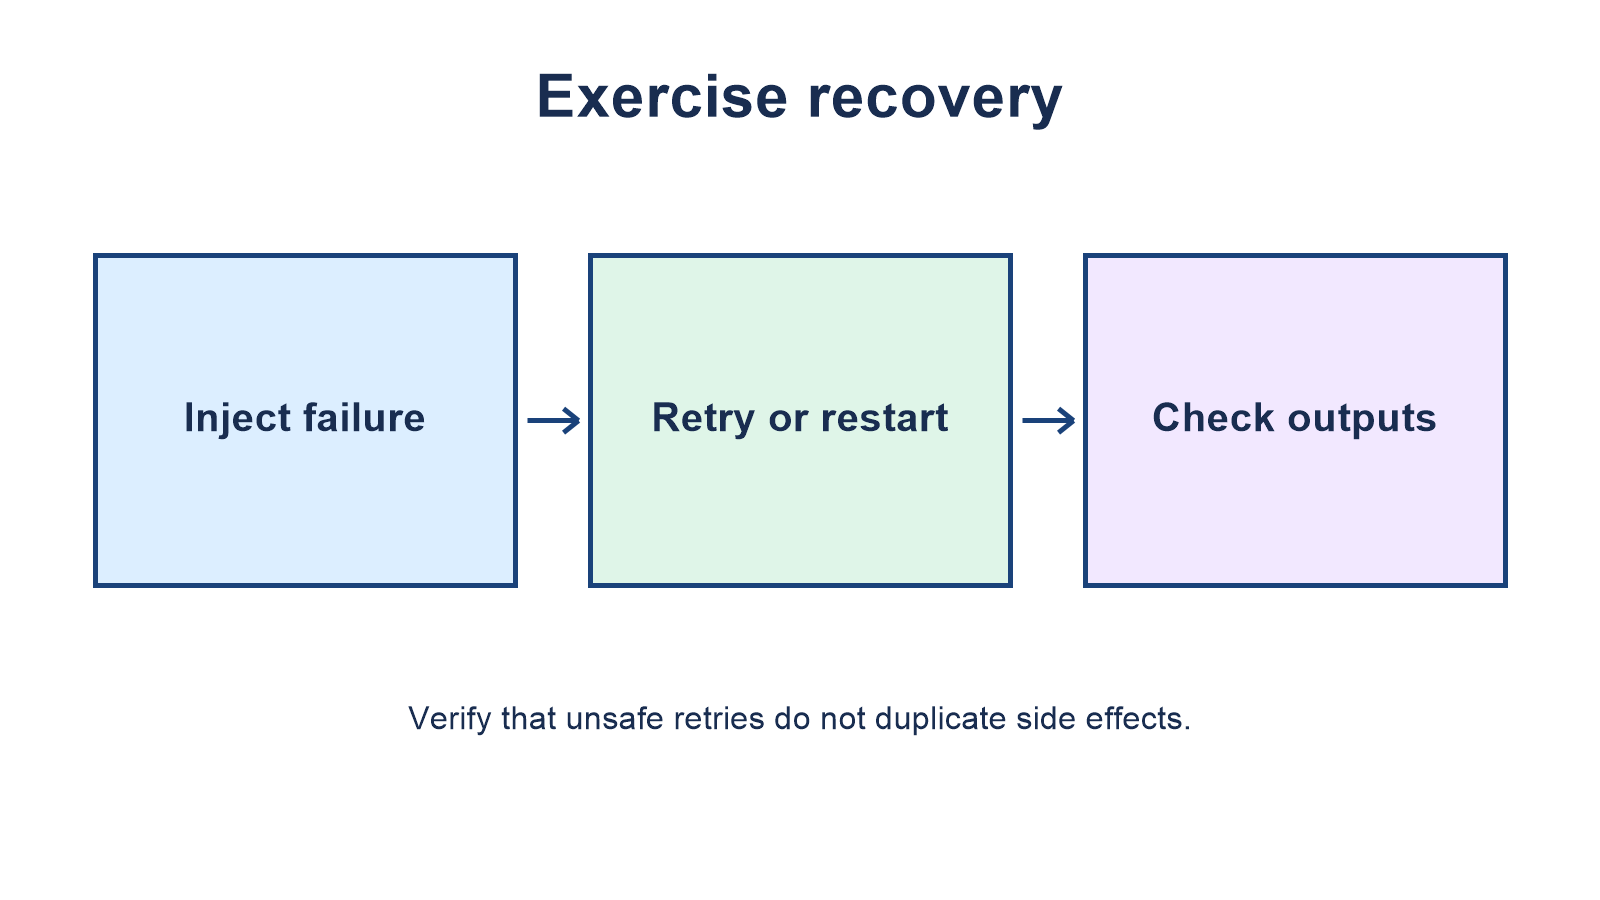 Exercise recovery
Inject failure
Retry or restart
Check outputs
Verify that unsafe retries do not duplicate side effects.